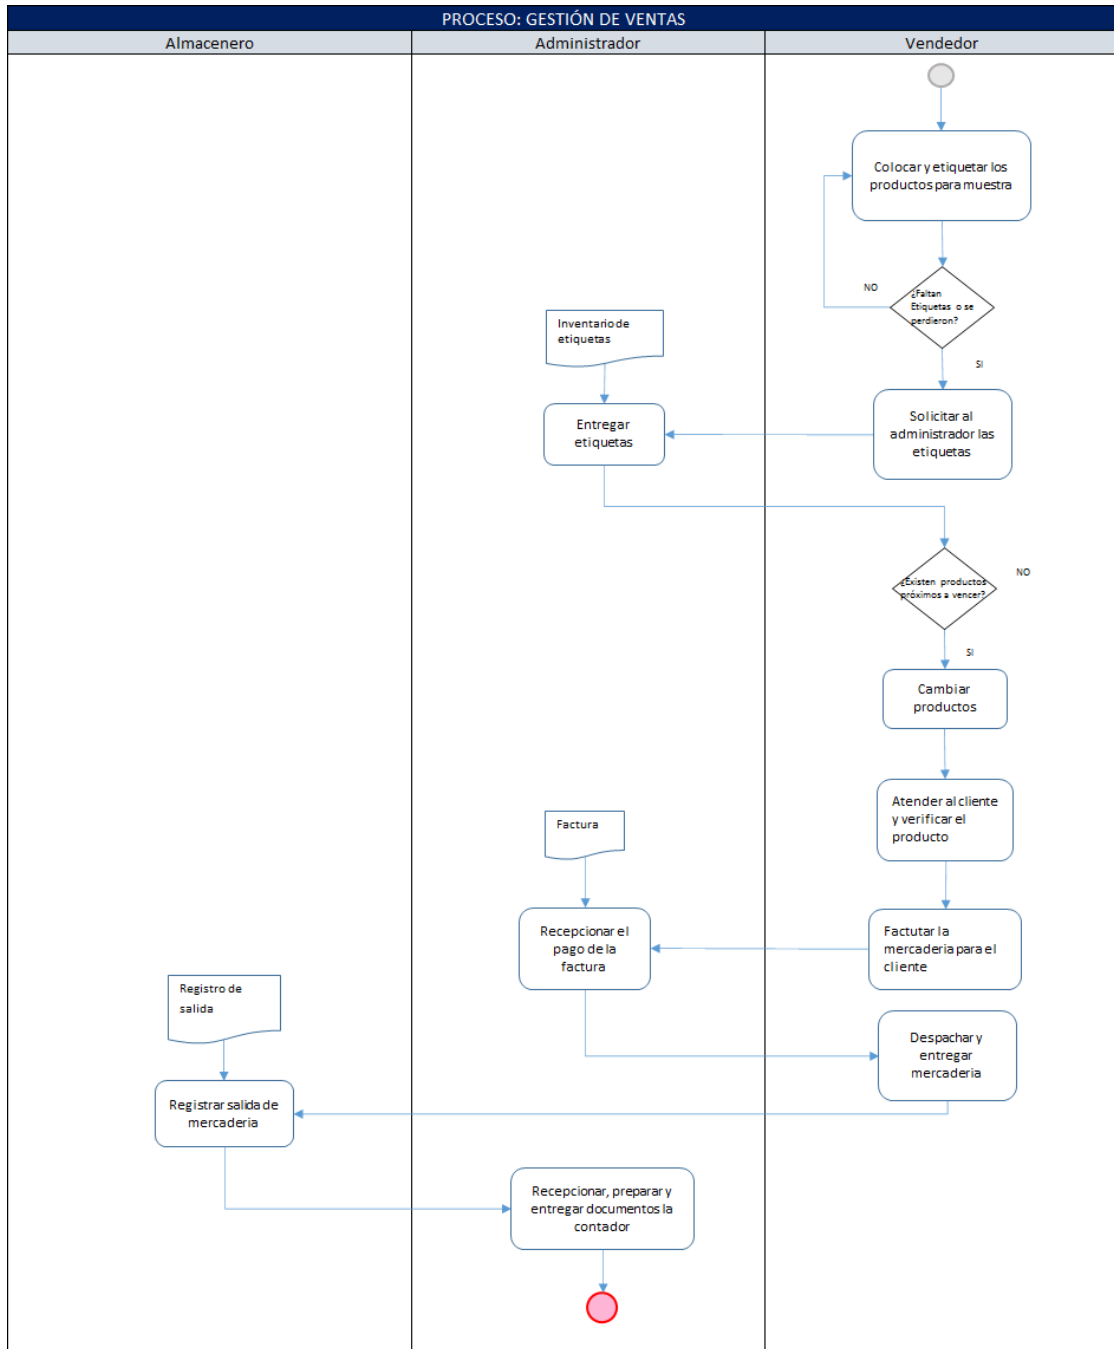 PROCESO: GESTIÓN DE VENTAS
Almacenero
Administrador
Vendedor
Colocar y etiquetar los
productos para muestra
NO
¿Faltan
Etiquetas o se
perdieron?
SI
Inventario de
etiquetas
Entregar
etiquetas
Solicitar al
administrador las
etiquetas
¿Existen productos
próximos a vencer?
NO
SI
Cambiar
productos
Atender al cliente
y verificar el
producto
Factura
Recepcionar el
pago de la
factura
Factutar la
mercaderia para el
cliente
Registro de
salida
Despachar y
entregar
mercaderia
Registrar salida de
mercaderia
Recepcionar, preparar y
entregar documentos la
contador